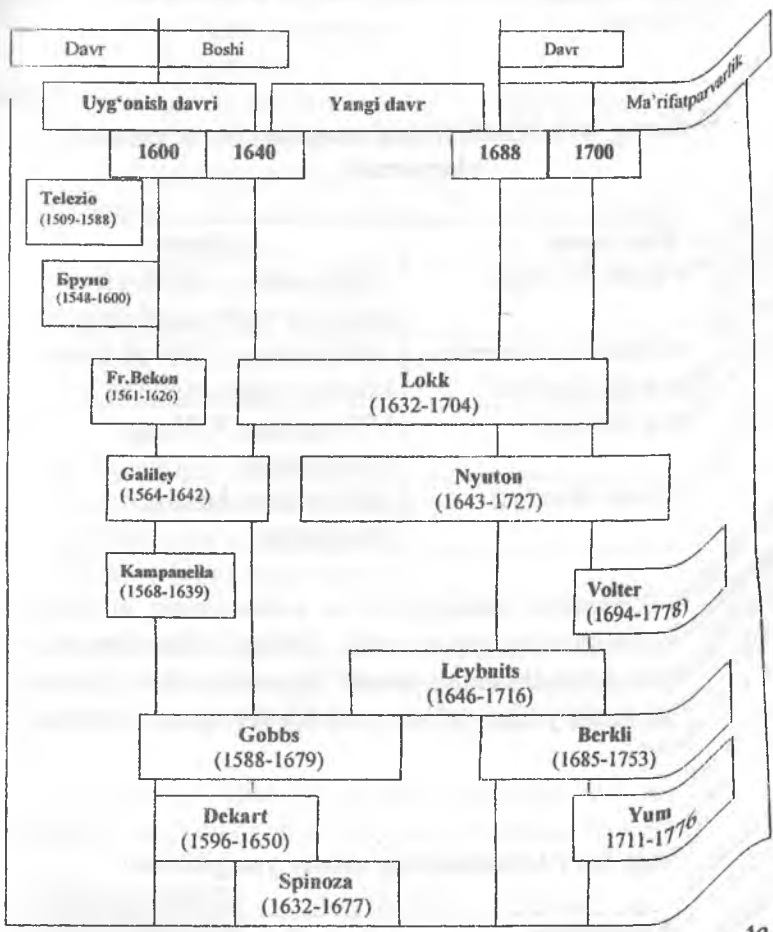 Davr Boshi Davr
Uyg‘onish davri Yangi davr Ma'rifatparvarlik
1600 1640 1688 1700
Telezio
(1509-1588)
Бруно
(1548-1600)
Fr.Bekon
(1561-1626)
Lokk
(1632-1704)
Galiley
(1564-1642)
Nyuton
(1643-1727)
Kampanella
(1568-1639)
Volter
(1694-1778)
Leybnits
(1646-1716)
Gobbs
(1588-1679)
Berkli
(1685-1753)
Dekart
(1596-1650)
Yum
1711-1776
Spinoza
(1632-1677)